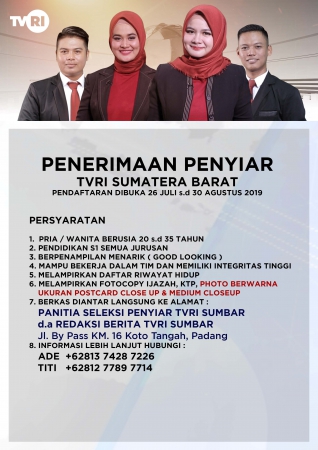 TVRI
PENERIMAAN PENYIAR
TVRI SUMATERA BARAT
PENDAFTARAN DIBUKA 26 JULI s.d 30 AGUSTUS 2019
PERSYARATAN
1. PRIA / WANITA BERUSIA 20 s.d 35 TAHUN
2. PENDIDIKAN S1 SEMUA JURUSAN
3. BERPENAMPILAN MENARIK ( GOOD LOOKING )
4. MAMPU BEKERJA DALAM TIM DAN MEMILIKI INTEGRITAS TINGGI
5. MELAMPIRKAN DAFTAR RIWAYAT HIDUP
6. MELAMPIRKAN FOTOCOPY IJAZAH, KTP, PHOTO BERWARNA
UKURAN POSTCARD CLOSE UP & MEDIUM CLOSEUP
7. BERKAS DIANTAR LANGSUNG KE ALAMAT :
PANITIA SELEKSI PENYIAR TVRI SUMBAR
d.a REDAKSI BERITA TVRI SUMBAR
Jl. By Pass KM. 16 Koto Tangah, Padang
8. INFORMASI LEBIH LANJUT HUBUNGI :
ADE +62813 7428 7226
TITI +62812 7789 7714